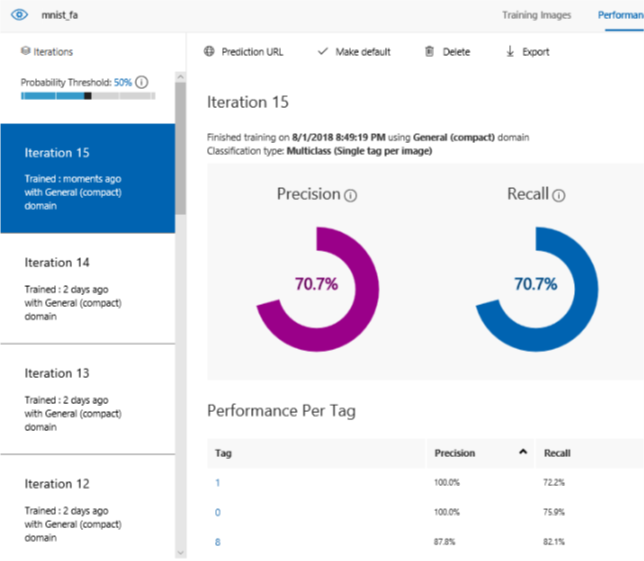 mnist_fa
Training Images
Performan
Iterations
Probability Threshold: 50%
Iteration 15
Trained : moments ago
with General (compact)
domain
Iteration 14
Trained : 2 days ago
with General (compact)
domain
Iteration 13
Trained : 2 days ago
with General (compact)
domain
Iteration 12
Trained : 2 days ago
with General (compact)
domain
Prediction URL
Make default
Delete
Export
Iteration 15
Finished training on 8/1/2018 8:49:19 PM using General (compact) domain
Classification type: Multiclass (Single tag per image)
Precision
Recall
70.7%
70.7%
Performance Per Tag
Tag Precision Recall
1 100.0% 72.2%
0 100.0% 75.9%
8 87.8% 82.1%